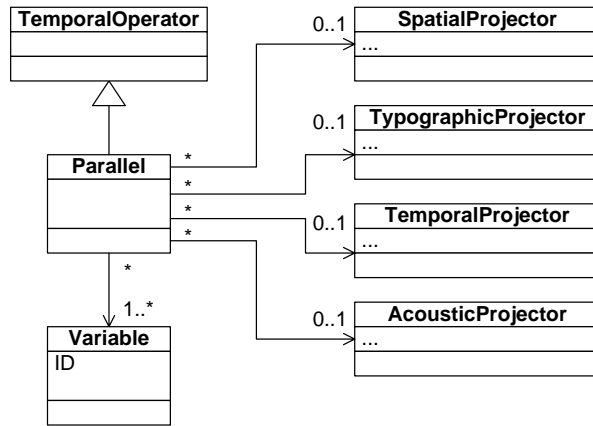 TemporalOperator
0..1
SpatialProjector
...
0..1
TypographicProjector
...
Parallel
*
*
*
*
0..1
TemporalProjector
...
*
1..*
0..1
AcousticProjector
...
Variable
ID